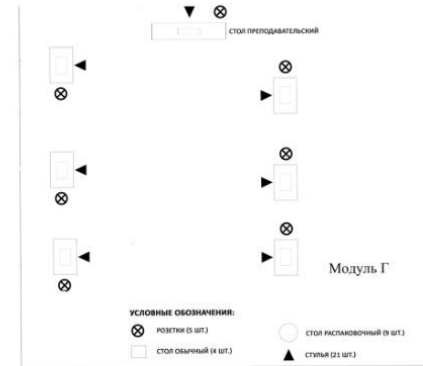 СТОЛ ПРЕПОДАВАТЕЛЬСКИЙ
Модуль Г
УСЛОВНЫЕ ОБОЗНАЧЕНИЯ:
РОЗЕТКИ (5 ШТ.)
СТОЛ РАСПАКОВОЧНЫЙ (9 ШТ.)
СТОЛ ОБЫЧНЫЙ (4 ШТ.)
СТУЛЬЯ (21 ШТ.)